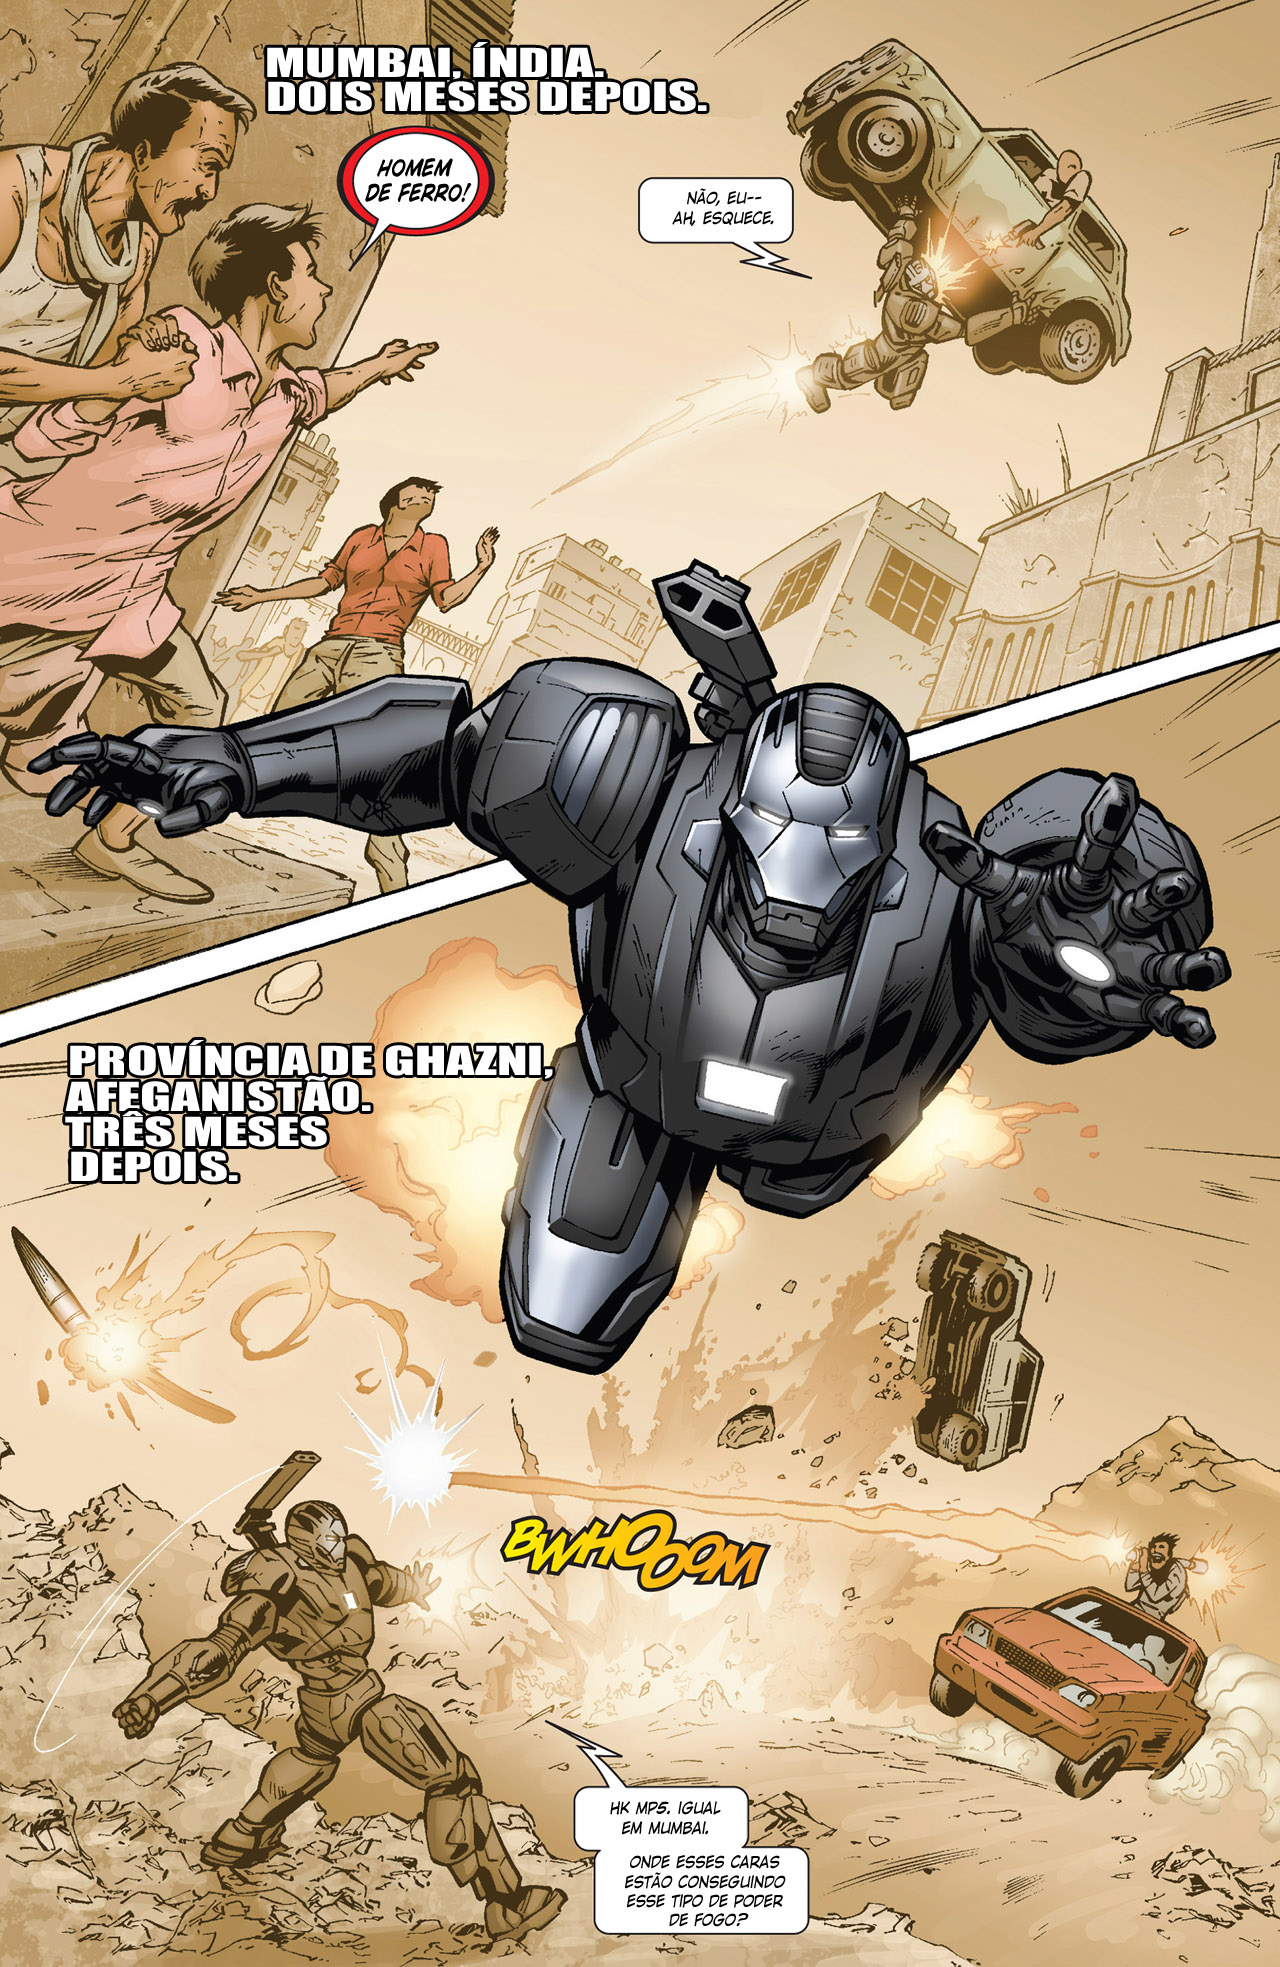 MUMBAI, ÍNDIA.
DOIS MESES DEPOIS.
HOMEM
DE FERRO!
NÃO, EU--
AH, ESQUECE.
PROVÍNCIA DE GHAZNI,
AFEGANISTÃO.
TRÊS MESES
DEPOIS.
BWHOOOM
HK MP5. IGUAL
EM MUMBAI.
ONDE ESSES CARAS
ESTÃO CONSEGUINDO
ESSE TIPO DE PODER
DE FOGO?